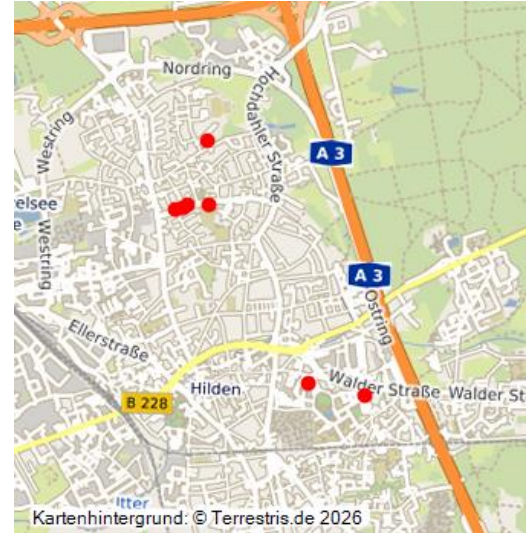 Nordring
Hochdahler Straße
Westring
A 3
elsee
e
Westring
A 3
Ostring
Ellerstraße
Hilden
Walder Straße
Walder St
B 228
Itter
Kartenhintergrund: © Terrestris.de 2026